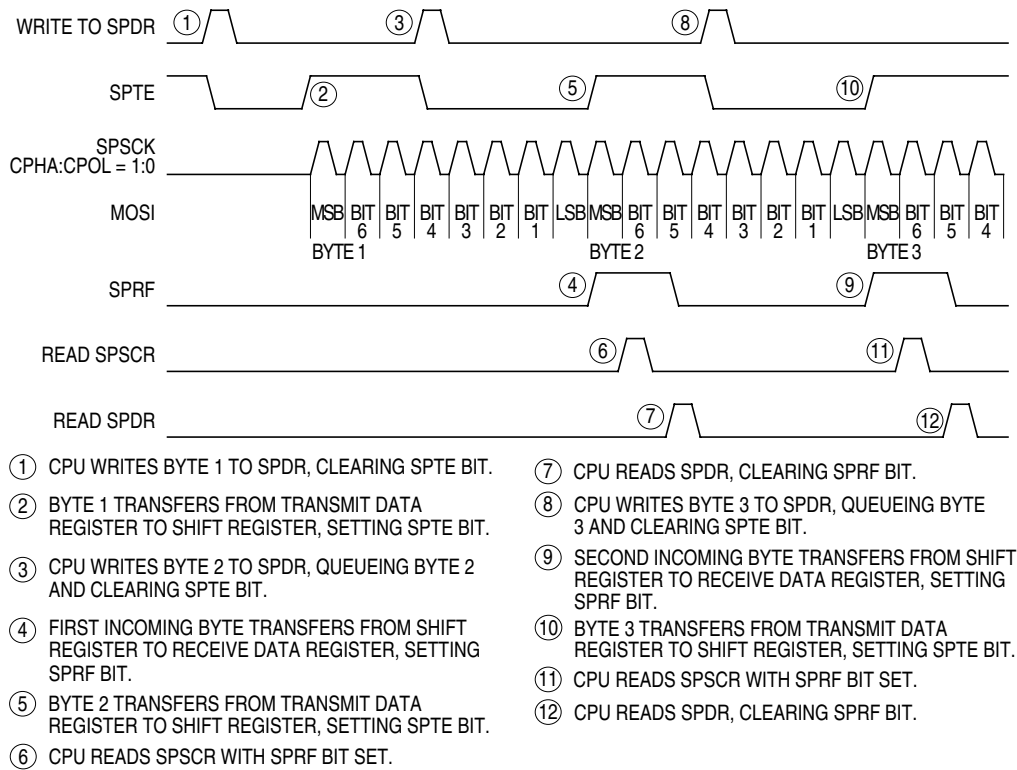 WRITE TO SPDR
1
3
8
SPTE
2
5
10
SPSCK
CPHA:CPOL = 1:0
MOSI
MSB BIT BIT BIT BIT BIT BIT LSB MSB BIT BIT BIT BIT BIT BIT LSB MSB BIT BIT BIT
6 5 4 3 2 1 6 5 4 3 2 1 6 5 4
BYTE 1 BYTE 2 BYTE 3
SPRF
4
9
READ SPSCR
6
11
READ SPDR
7
12
1 CPU WRITES BYTE 1 TO SPDR, CLEARING SPTE BIT.
2 BYTE 1 TRANSFERS FROM TRANSMIT DATA
REGISTER TO SHIFT REGISTER, SETTING SPTE BIT.
3 CPU WRITES BYTE 2 TO SPDR, QUEUEING BYTE 2
AND CLEARING SPTE BIT.
4 FIRST INCOMING BYTE TRANSFERS FROM SHIFT
REGISTER TO RECEIVE DATA REGISTER, SETTING
SPRF BIT.
5 BYTE 2 TRANSFERS FROM TRANSMIT DATA
REGISTER TO SHIFT REGISTER, SETTING SPTE BIT.
6 CPU READS SPSCR WITH SPRF BIT SET.
7 CPU READS SPDR, CLEARING SPRF BIT.
8 CPU WRITES BYTE 3 TO SPDR, QUEUEING BYTE
3 AND CLEARING SPTE BIT.
9 SECOND INCOMING BYTE TRANSFERS FROM SHIFT
REGISTER TO RECEIVE DATA REGISTER, SETTING
SPRF BIT.
10 BYTE 3 TRANSFERS FROM TRANSMIT DATA
REGISTER TO SHIFT REGISTER, SETTING SPTE BIT.
11 CPU READS SPSCR WITH SPRF BIT SET.
12 CPU READS SPDR, CLEARING SPRF BIT.